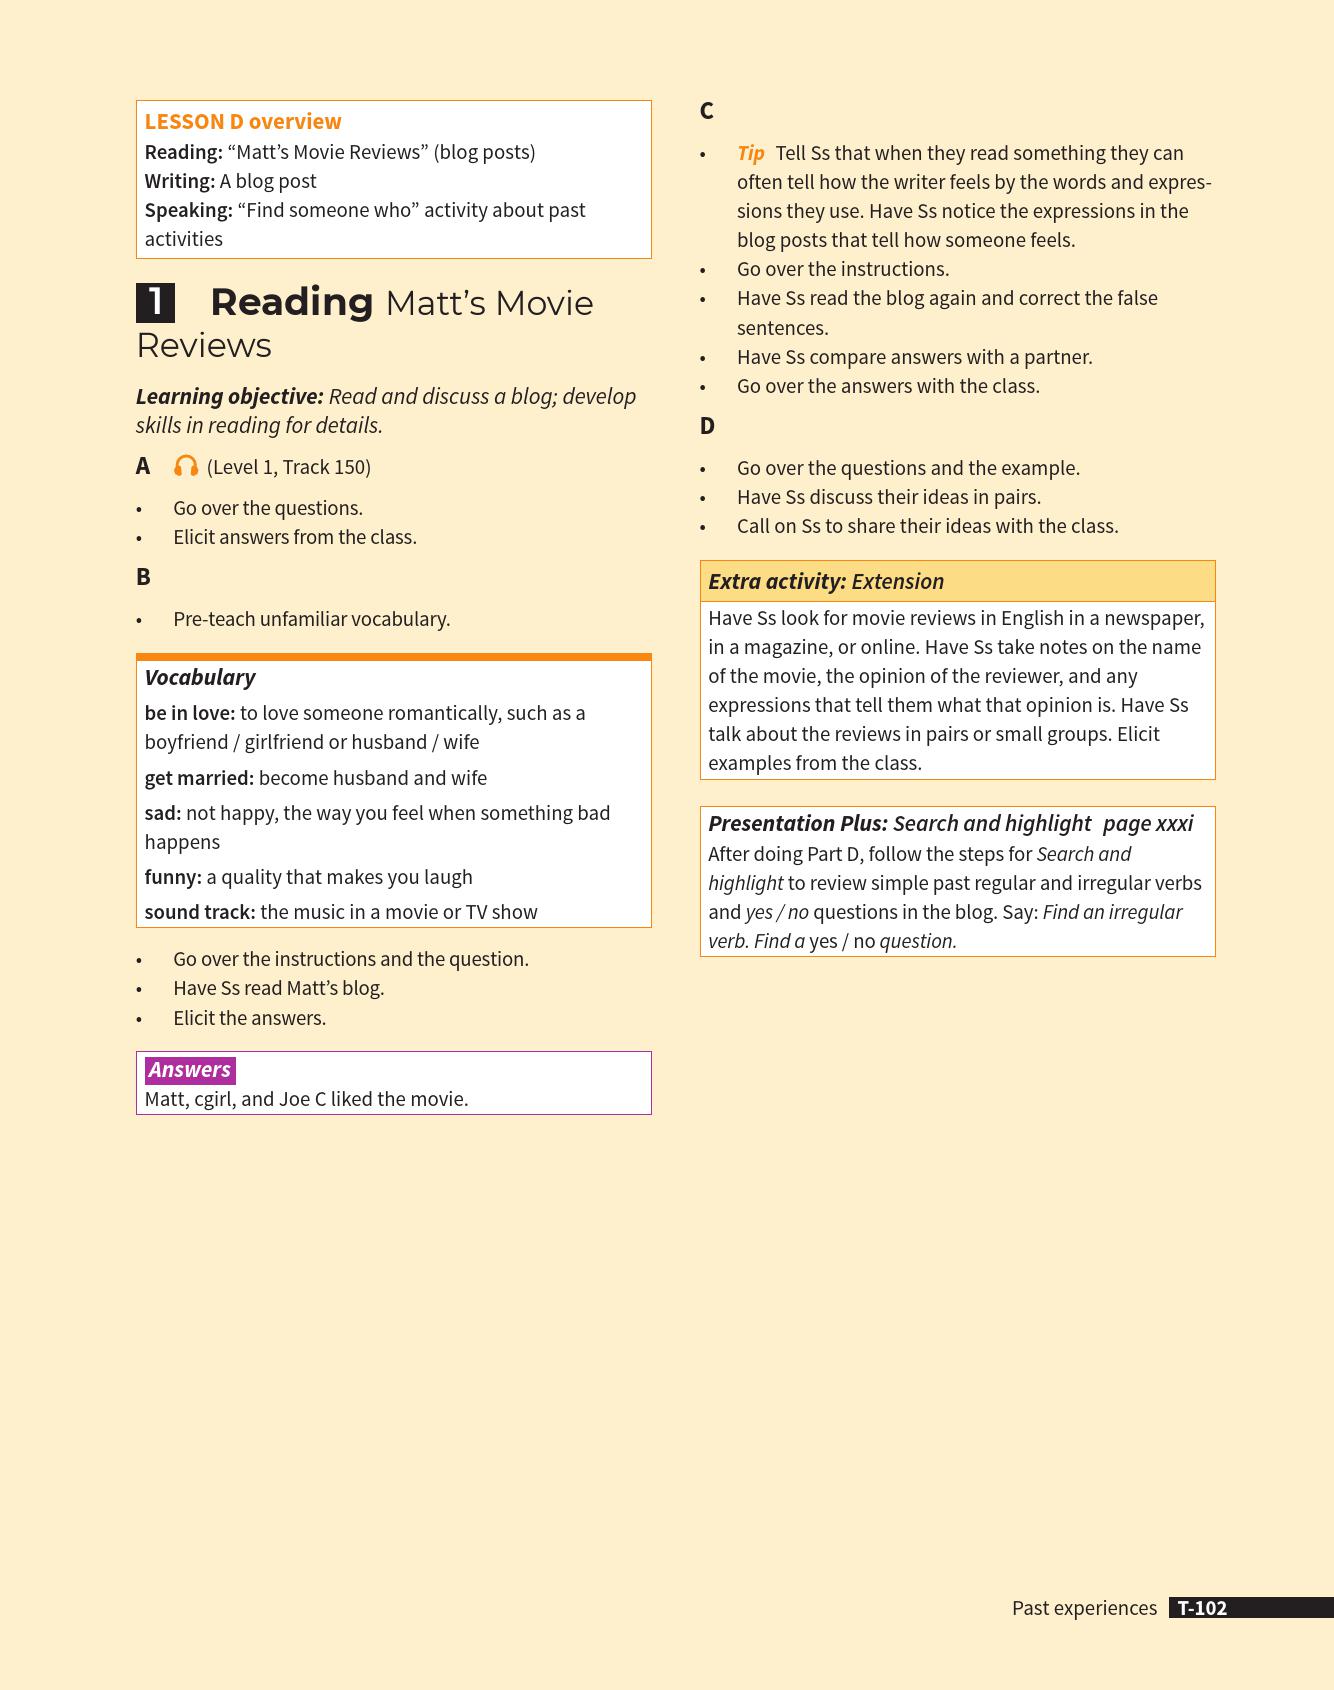 LESSON D overview
Reading: “Matt’s Movie Reviews” (blog posts)
Writing: A blog post
Speaking: “Find someone who” activity about past
activities
1 Reading Matt’s Movie
Reviews
Learning objective: Read and discuss a blog; develop
skills in reading for details.
A (Level 1, Track 150)
• Go over the questions.
• Elicit answers from the class.
B
• Pre-teach unfamiliar vocabulary.
Vocabulary
be in love: to love someone romantically, such as a
boyfriend / girlfriend or husband / wife
get married: become husband and wife
sad: not happy, the way you feel when something bad
happens
funny: a quality that makes you laugh
sound track: the music in a movie or TV show
• Go over the instructions and the question.
• Have Ss read Matt’s blog.
• Elicit the answers.
Answers
Matt, cgirl, and Joe C liked the movie.
C
• Tip Tell Ss that when they read something they can
often tell how the writer feels by the words and expres-
sions they use. Have Ss notice the expressions in the
blog posts that tell how someone feels.
• Go over the instructions.
• Have Ss read the blog again and correct the false
sentences.
• Have Ss compare answers with a partner.
• Go over the answers with the class.
D
• Go over the questions and the example.
• Have Ss discuss their ideas in pairs.
• Call on Ss to share their ideas with the class.
Extra activity: Extension
Have Ss look for movie reviews in English in a newspaper,
in a magazine, or online. Have Ss take notes on the name
of the movie, the opinion of the reviewer, and any
expressions that tell them what that opinion is. Have Ss
talk about the reviews in pairs or small groups. Elicit
examples from the class.
Presentation Plus: Search and highlight page xxxi
After doing Part D, follow the steps for Search and
highlight to review simple past regular and irregular verbs
and yes / no questions in the blog. Say: Find an irregular
verb. Find a yes / no question.
Past experiences T-102